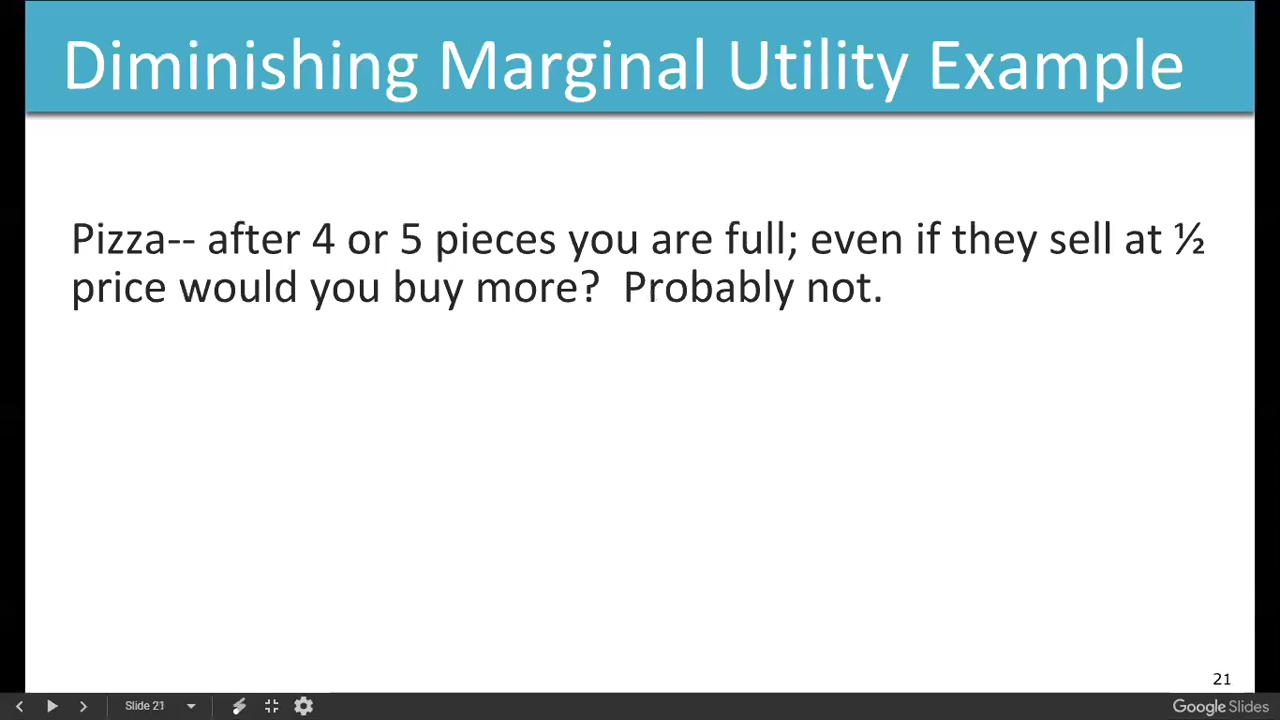 Diminishing Marginal Utility Example
Pizza-- after 4 or 5 pieces you are full; even if they sell at ½
price would you buy more?  Probably not.
21
Slide 21
Google Slides